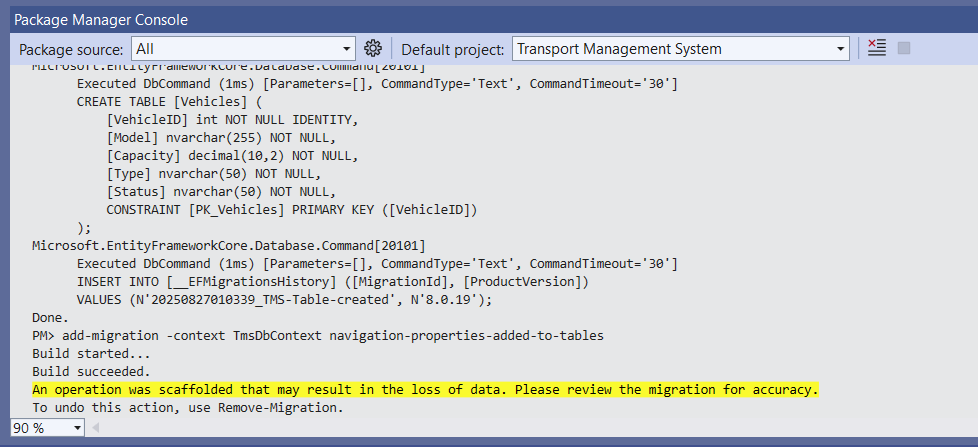 Package Manager Console
Package source: All Default project: Transport Management System
Microsoft.EntityFrameworkCore.Database.Command[20101]
Executed DbCommand (1ms) [Parameters=[], CommandType='Text', CommandTimeout='30']
CREATE TABLE [Vehicles] (
[VehicleID] int NOT NULL IDENTITY,
[Model] nvarchar(255) NOT NULL,
[Capacity] decimal(10,2) NOT NULL,
[Type] nvarchar(50) NOT NULL,
[Status] nvarchar(50) NOT NULL,
CONSTRAINT [PK_Vehicles] PRIMARY KEY ([VehicleID])
);
Microsoft.EntityFrameworkCore.Database.Command[20101]
Executed DbCommand (1ms) [Parameters=[], CommandType='Text', CommandTimeout='30']
INSERT INTO [__EFMigrationsHistory] ([MigrationId], [ProductVersion])
VALUES (N'20250827010339_TMS-Table-created', N'8.0.19');
Done.
PM> add-migration -context TmsDbContext navigation-properties-added-to-tables
Build started...
Build succeeded.
An operation was scaffolded that may result in the loss of data. Please review the migration for accuracy.
To undo this action, use Remove-Migration.
90 %